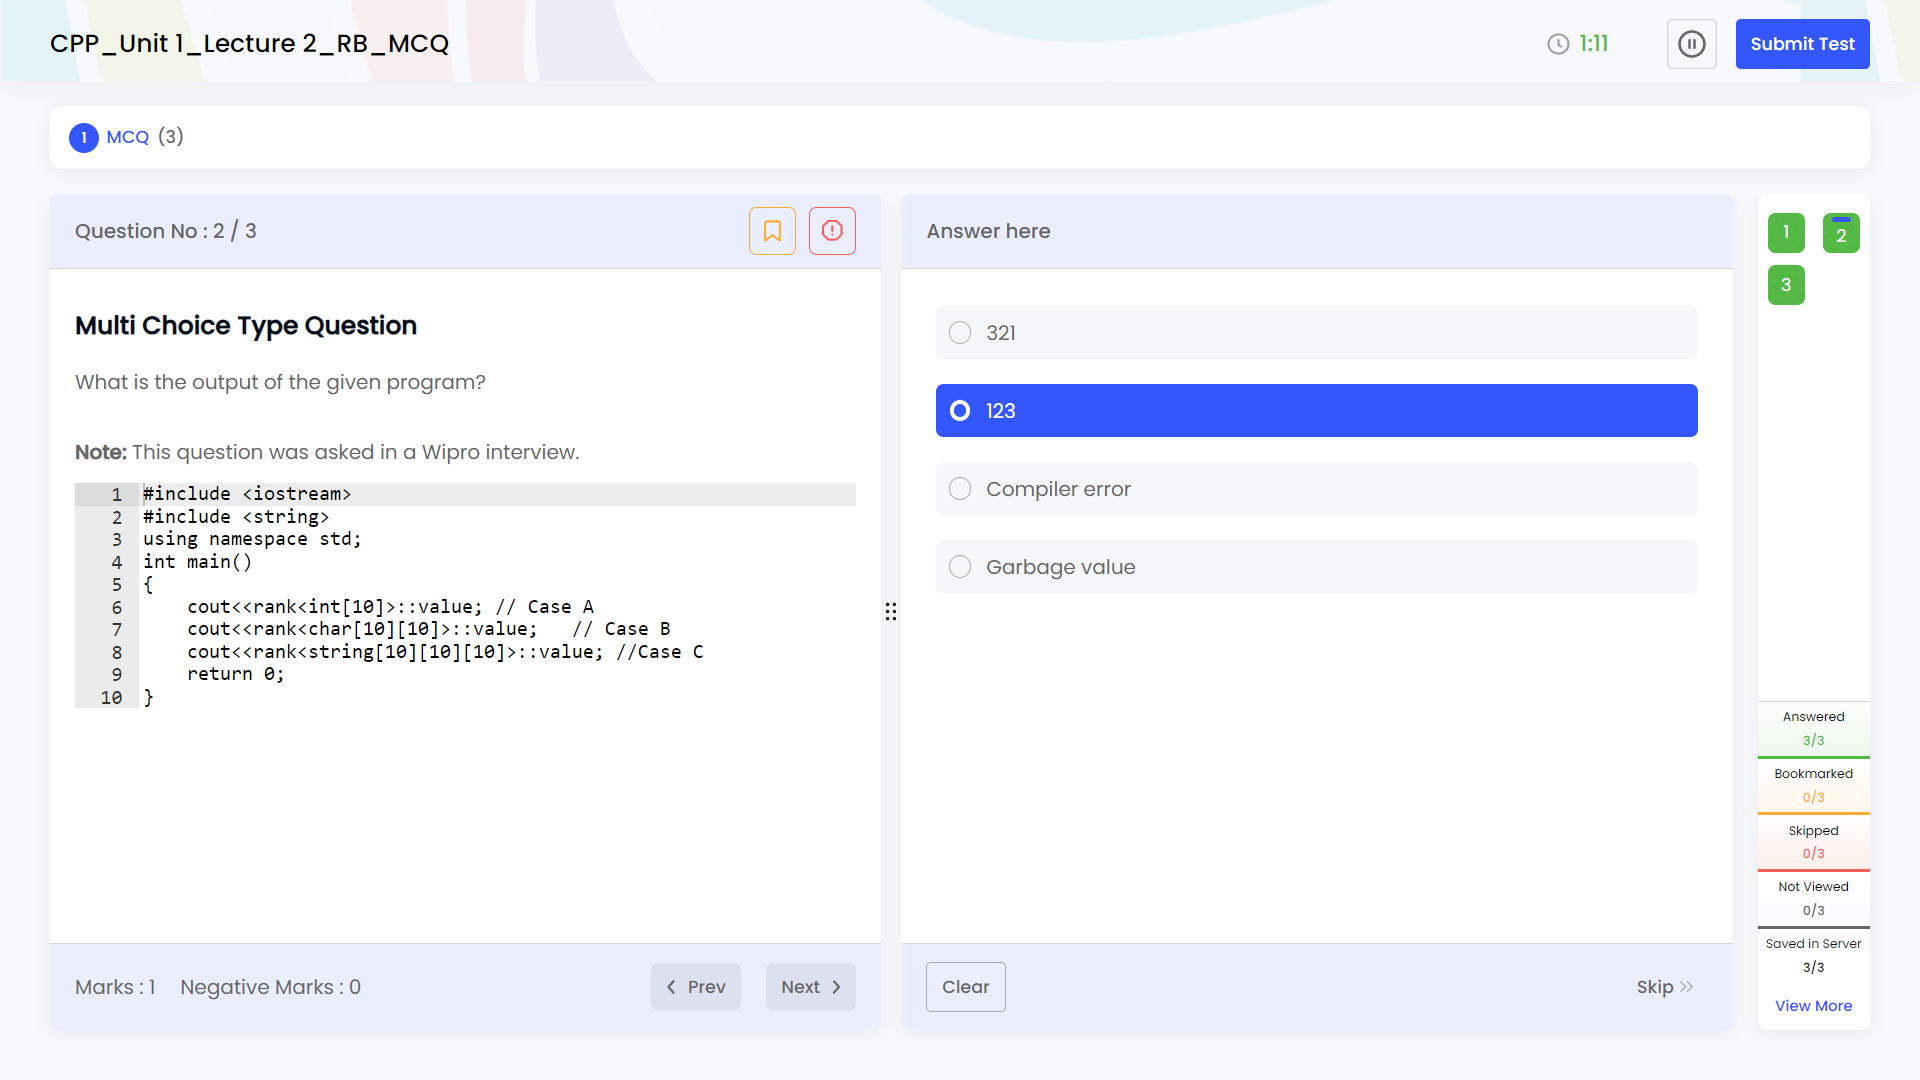 CPP_Unit 1_Lecture 2_RB_MCQ
1:11
Submit Test
1 MCQ (3)
Question No : 2 / 3
Multi Choice Type Question
What is the output of the given program?
Note: This question was asked in a Wipro interview.
1 #include <iostream>
2 #include <string>
3 using namespace std;
4 int main()
5 {
6     cout<<rank<int[10]>::value; // Case A
7     cout<<rank<char[10][10]>::value;   // Case B
8     cout<<rank<string[10][10][10]>::value; //Case C
9     return 0;
10 }
Marks : 1 Negative Marks : 0
Prev
Next
Answer here
321
123
Compiler error
Garbage value
Clear
Skip
1 2
3
Answered
3/3
Bookmarked
0/3
Skipped
0/3
Not Viewed
0/3
Saved in Server
3/3
View More